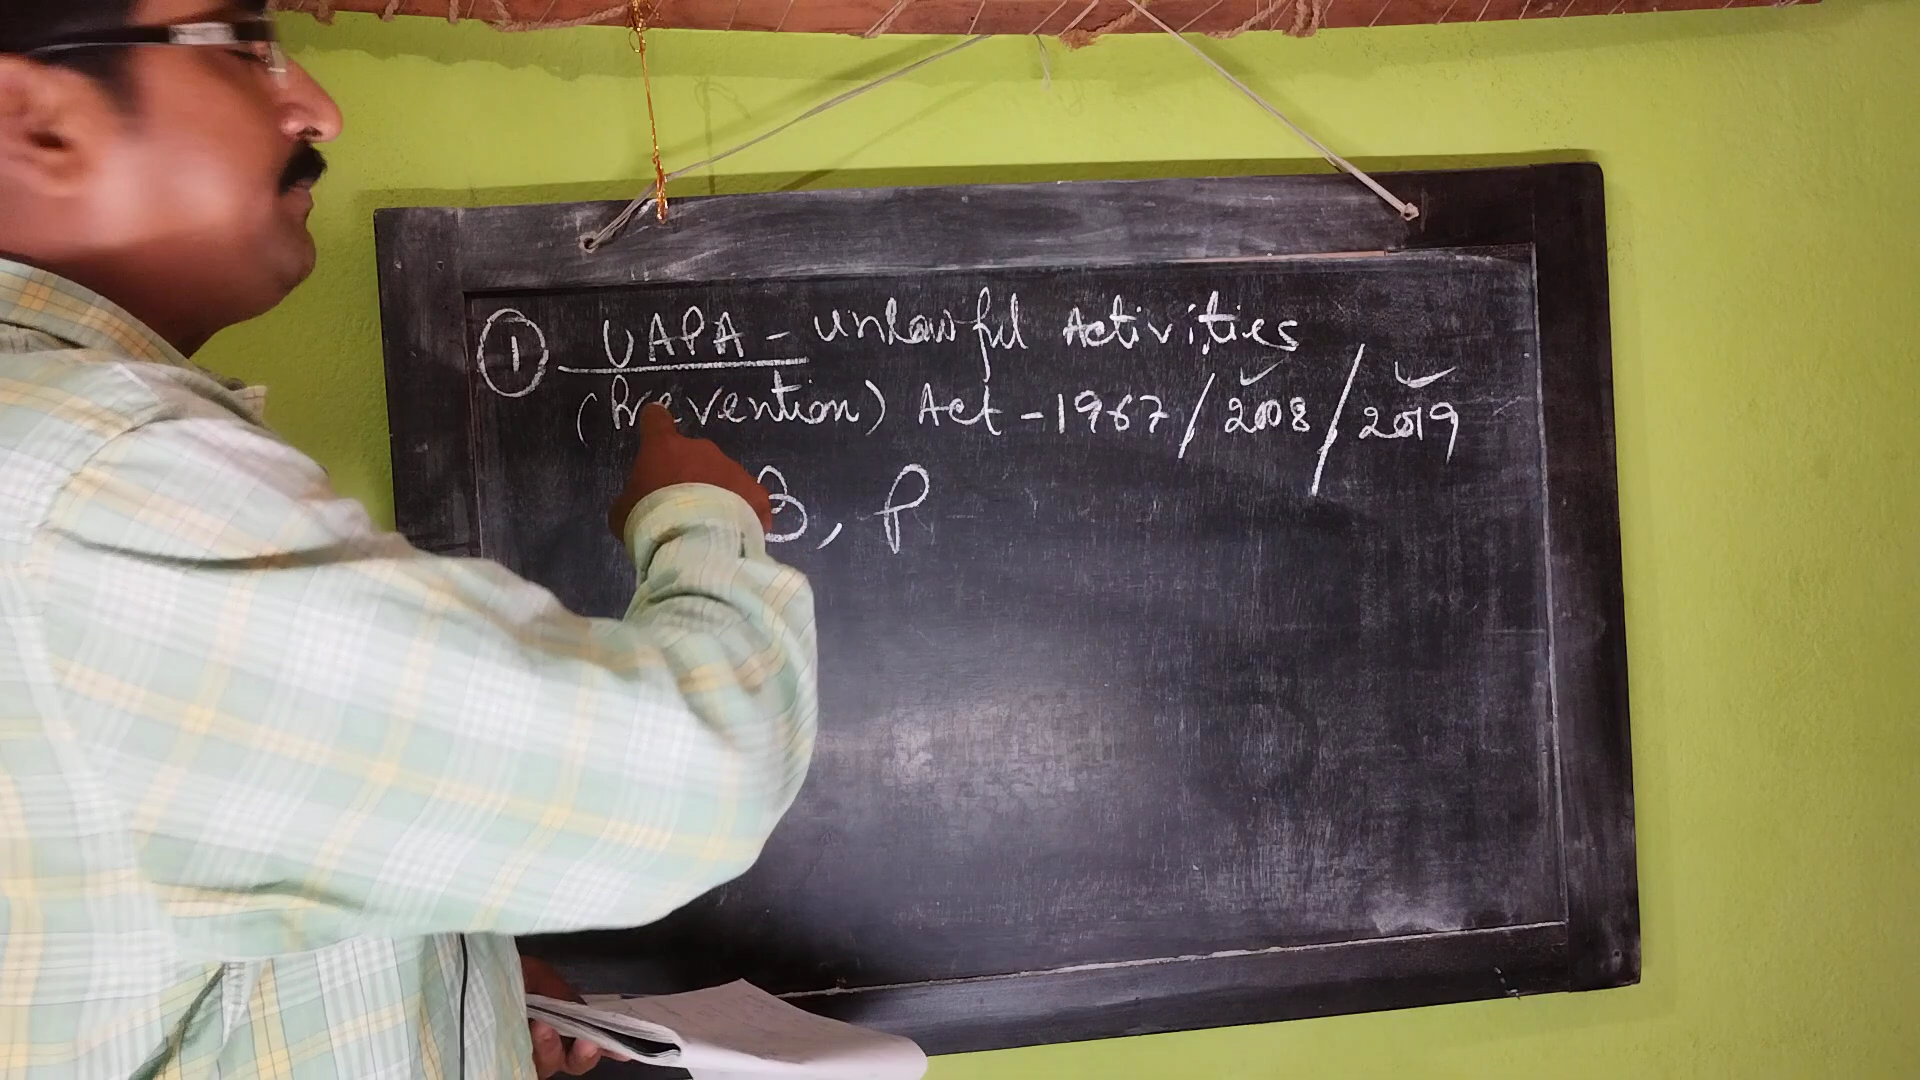 ① UAPA - unlawful Activities
(Prevention) Act - 1967 / 2008 / 2019
B, P